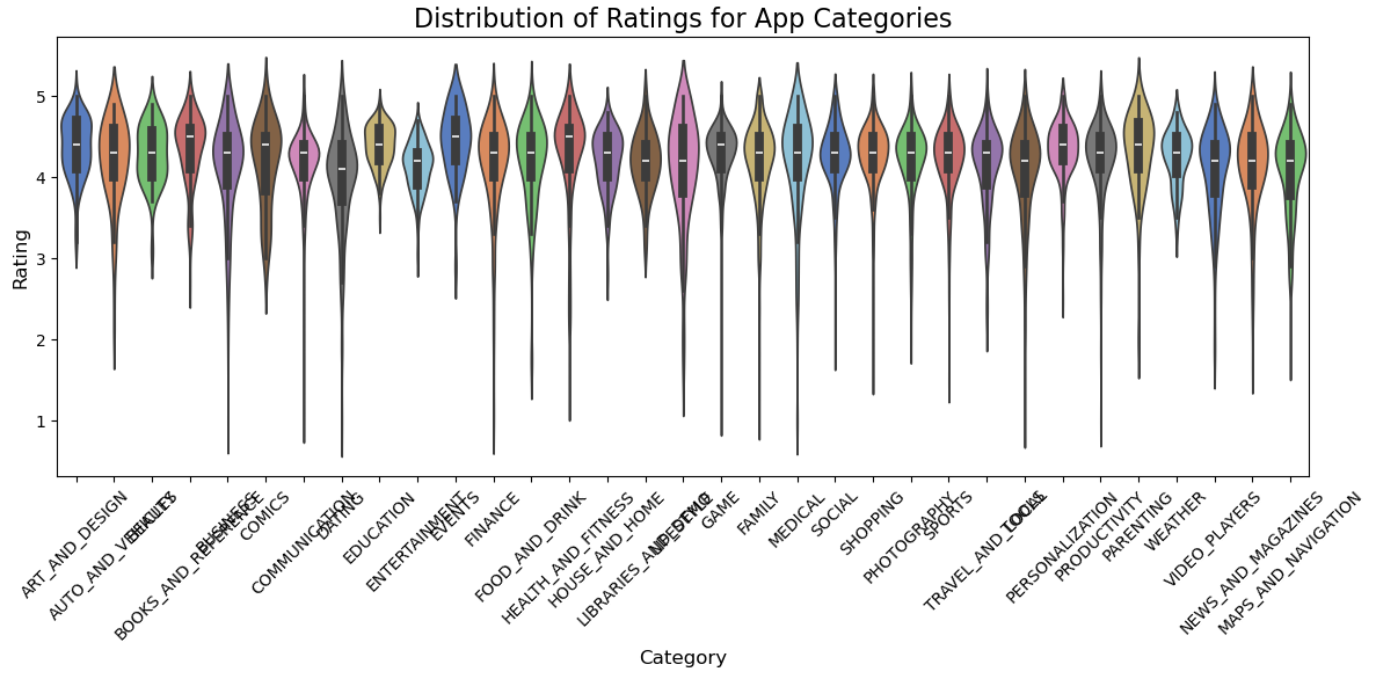 Distribution of Ratings for App Categories
Rating
5
4
3
2
1
ART_AND_DESIGN
AUTO_AND_VEHICLES
BEAUTY
BOOKS_AND_REFERENCE
BUSINESS
COMICS
COMMUNICATION
DATING
EDUCATION
ENTERTAINMENT
EVENTS
FINANCE
FOOD_AND_DRINK
HEALTH_AND_FITNESS
HOUSE_AND_HOME
LIBRARIES_AND_DEMO
LIFESTYLE
GAME
FAMILY
MEDICAL
SOCIAL
SHOPPING
PHOTOGRAPHY
SPORTS
TRAVEL_AND_LOCAL
TOOLS
PERSONALIZATION
PRODUCTIVITY
PARENTING
WEATHER
VIDEO_PLAYERS
NEWS_AND_MAGAZINES
MAPS_AND_NAVIGATION
Category